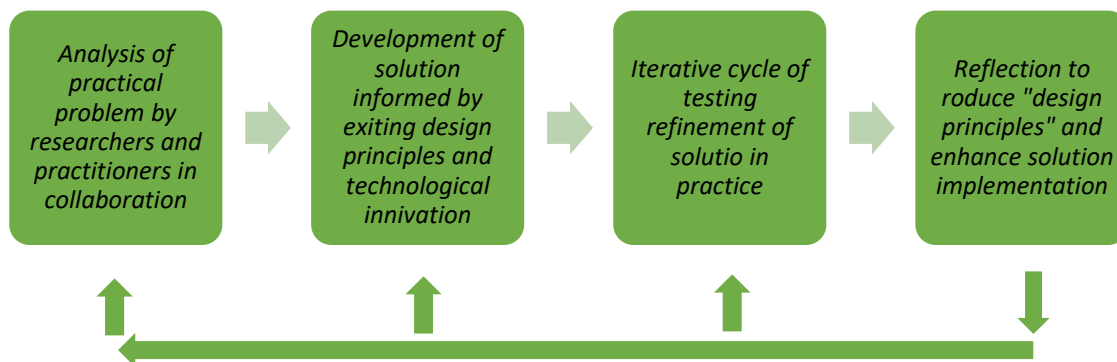 Analysis of
practical
problem by
researchers and
practitioners in
collaboration
Development of
solution
informed by
exiting design
principles and
technological
innivation
Iterative cycle of
testing
refinement of
solutio in
practice
Reflection to
roduce "design
principles" and
enhance solution
implementation